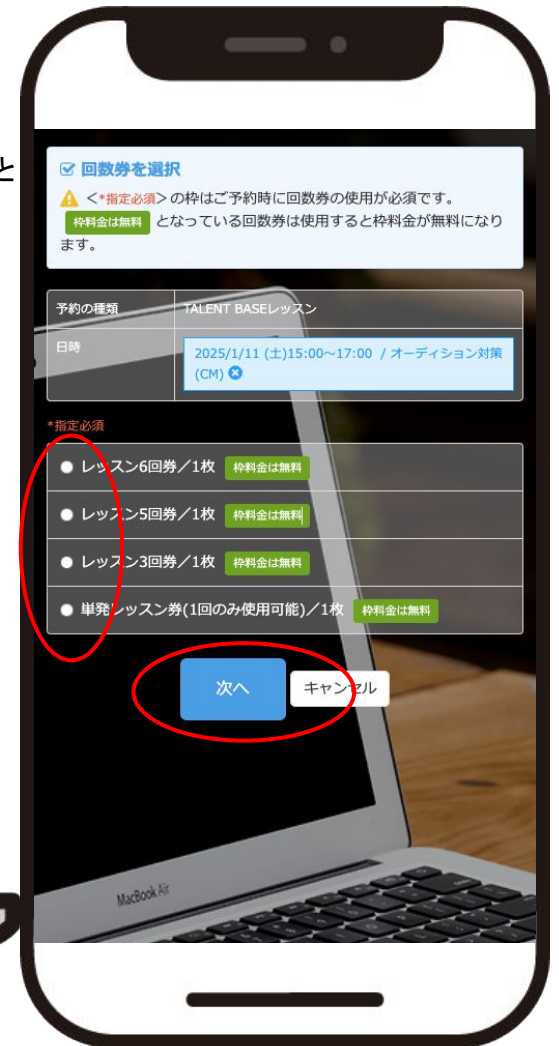 と
回数券を選択
<*指定必須>の枠はご予約時に回数券の使用が必須です。
枠料金は無料 となっている回数券は使用すると枠料金が無料になり
ます。
予約の種類 TALENT BASEレッスン
日時 2025/1/11 (土)15:00～17:00 / オーディション対策
(CM)
*指定必須
レッスン6回券／1枚 枠料金は無料
レッスン5回券／1枚 枠料金は無料
レッスン3回券／1枚 枠料金は無料
単発レッスン券(1回のみ使用可能)／1枚 枠料金は無料
次へ キャンセル
MacBook Air